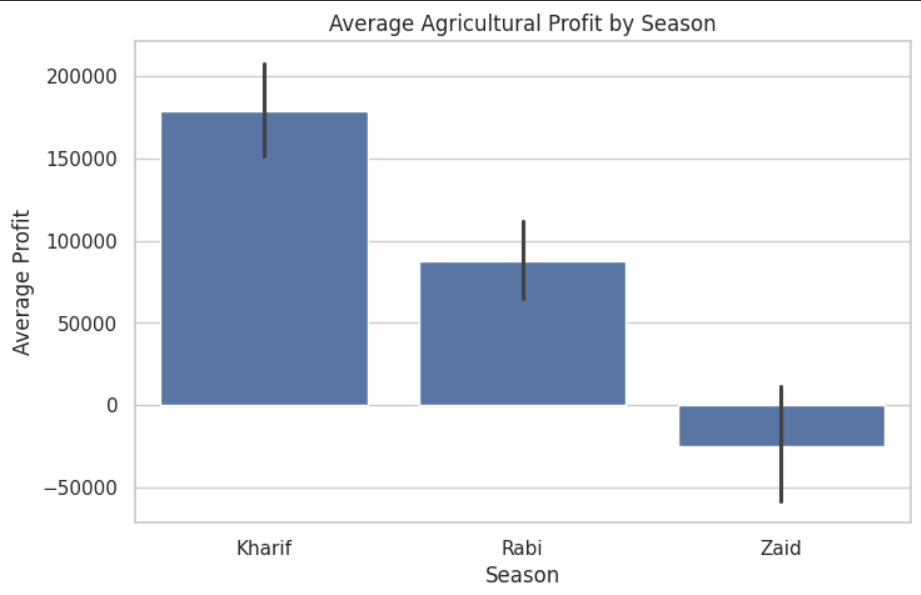 Average Agricultural Profit by Season
200000
150000
100000
50000
0
−50000
Average Profit
Kharif
Rabi
Zaid
Season